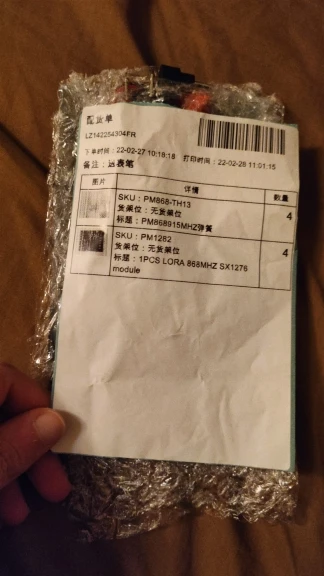 配货单
LZ142254304FR
下单时间：22-02-27 10:18:18 打印时间：22-02-28 11:01:15
备注：送表笔
图片 详情 数量
SKU：PM868-TH13 4
货架位：无货架位
标题：PM868915MHZ弹簧
SKU：PM1282 4
货架位：无货架位
标题：1PCS LORA 868MHZ SX1276
module